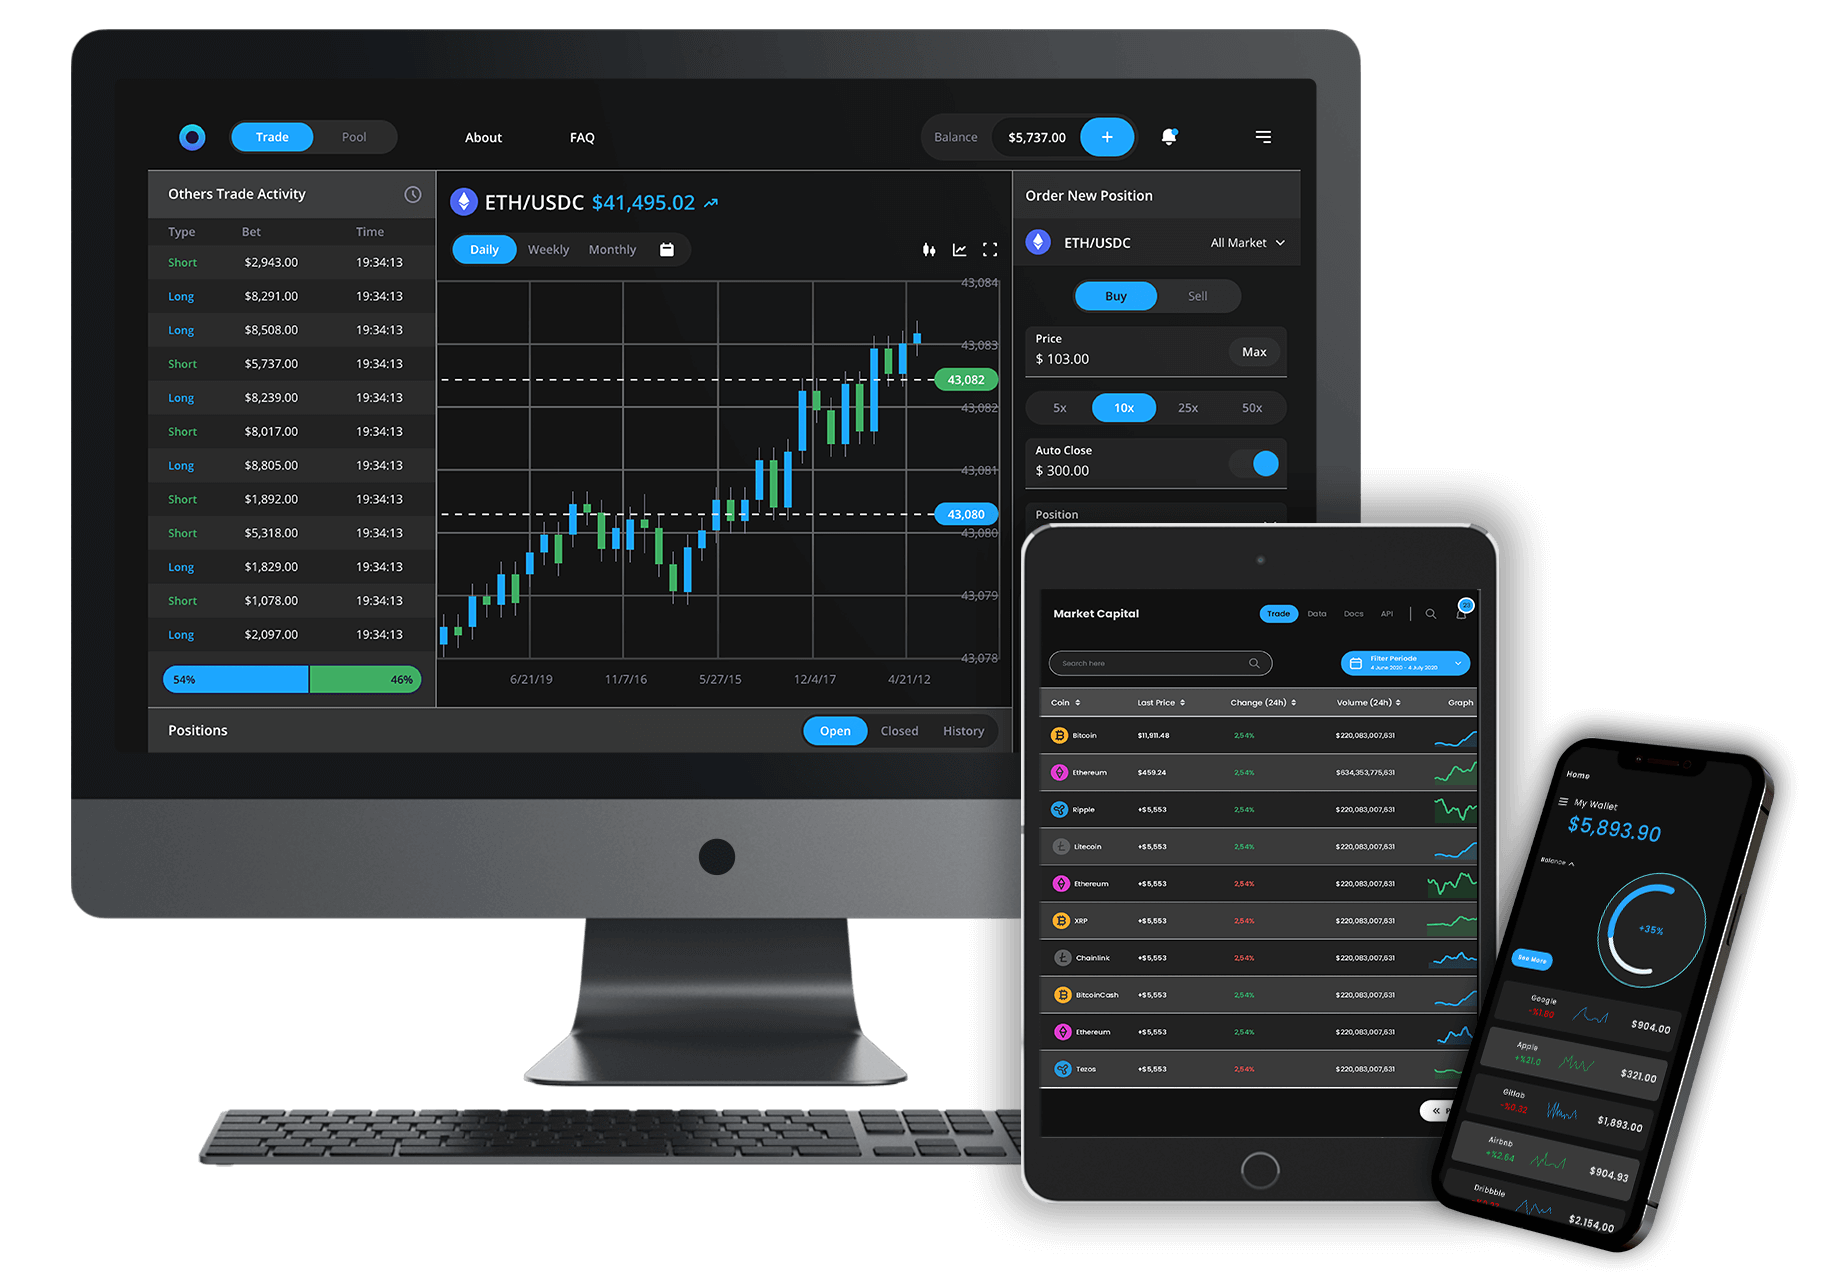 Trade Pool About FAQ Balance $5,737.00 +
Others Trade Activity
Type Bet Time
Short $2,943.00 19:34:13
Long $8,291.00 19:34:13
Long $8,508.00 19:34:13
Short $5,737.00 19:34:13
Long $8,239.00 19:34:13
Short $8,017.00 19:34:13
Long $8,805.00 19:34:13
Short $1,892.00 19:34:13
Short $5,318.00 19:34:13
Long $1,829.00 19:34:13
Short $1,078.00 19:34:13
Long $2,097.00 19:34:13
54% 46%
ETH/USDC $41,495.02
Daily Weekly Monthly
43,084
43,083
43,082
43,082
43,081
43,080
43,080
43,079
43,078
6/21/19 11/7/16 5/27/15 12/4/17 4/21/12
Positions Open Closed History
Order New Position
ETH/USDC All Market
Buy Sell
Price
$ 103.00 Max
5x 10x 25x 50x
Auto Close
$ 300.00
Position
Market Capital Trade Data Docs API 23
Search here
Filter Periode
4 June 2020 - 4 July 2020
Coin Last Price Change (24h) Volume (24h) Graph
Bitcoin $11,911.48 2,54% $220,083,007,631
Ethereum $459.24 2,54% $634,353,775,631
Ripple +$5,553 2,54% $220,083,007,631
Litecoin +$5,553 2,54% $220,083,007,631
Ethereum +$5,553 2,54% $220,083,007,631
XRP +$5,553 2,54% $220,083,007,631
Chainlink +$5,553 2,54% $220,083,007,631
BitcoinCash +$5,553 2,54% $220,083,007,631
Ethereum +$5,553 2,54% $220,083,007,631
Tezos +$5,553 2,54% $220,083,007,631
Home
My Wallet
$5,893.90
Balance
+35%
See More
Google
-%1.00 $904.00
Apple
+%21.0 $321.00
Gitlab
-%0.32 $1,893.00
Airbnb
+%2.64 $904.93
Dribbble
$2.154,00